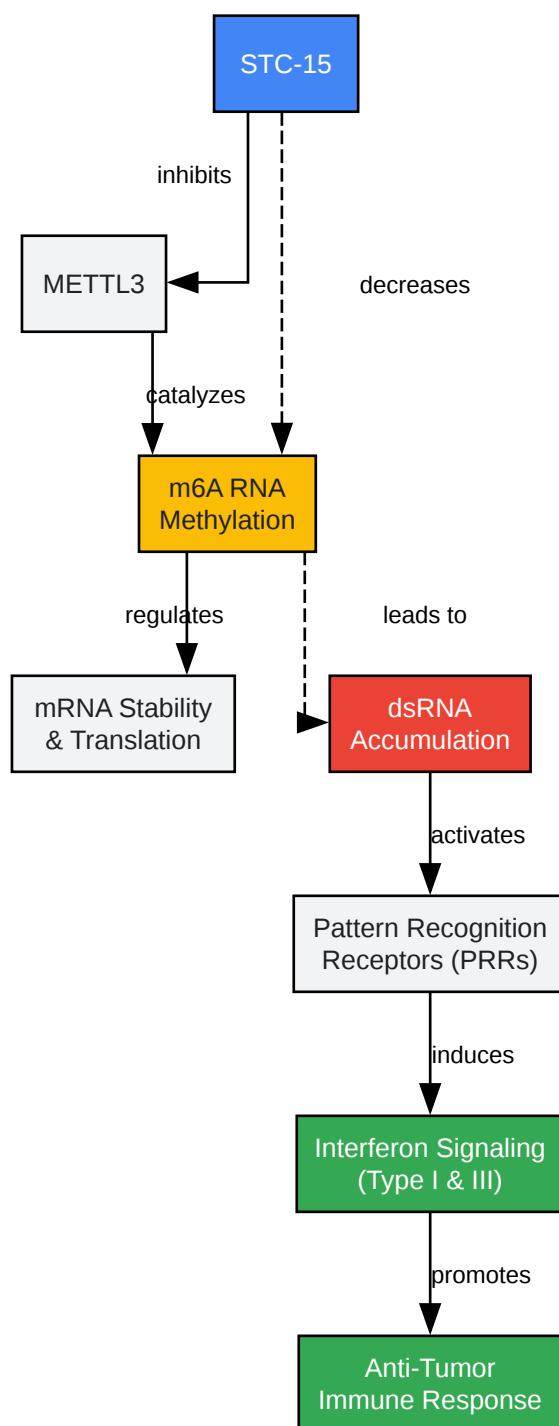 STC-15
inhibits
METTL3
decreases
catalyzes
m6A RNA
Methylation
regulates
leads to
mRNA Stability
& Translation
dsRNA
Accumulation
activates
Pattern Recognition
Receptors (PRRs)
induces
Interferon Signaling
(Type I & III)
promotes
Anti-Tumor
Immune Response